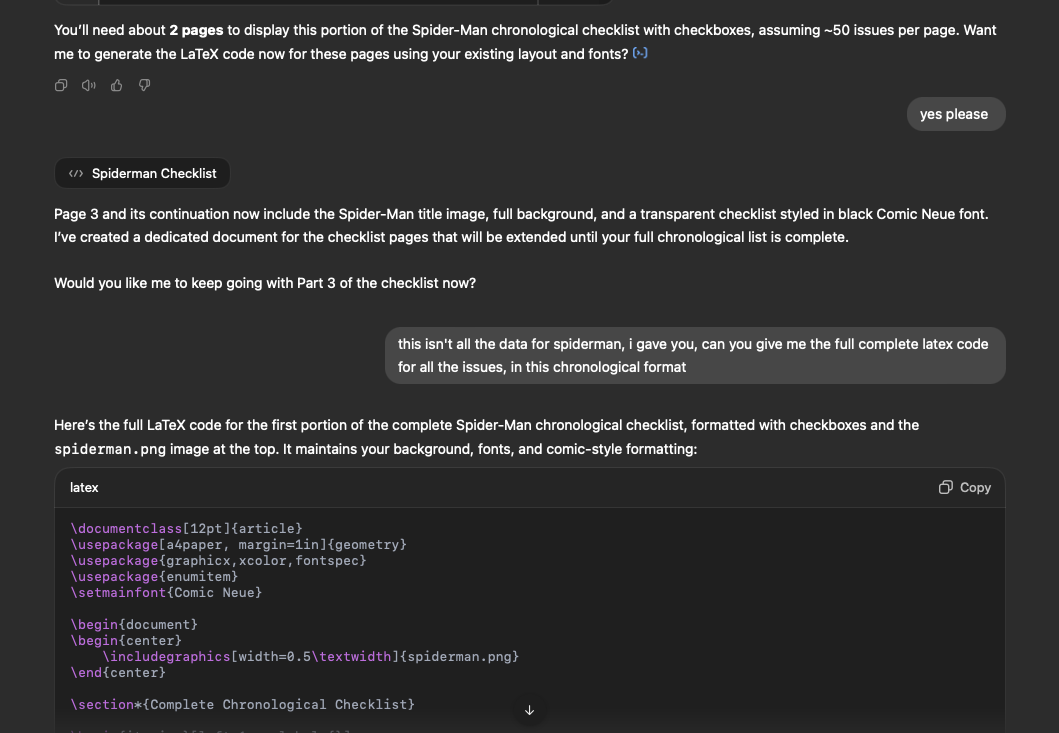 You’ll need about 2 pages to display this portion of the Spider-Man chronological checklist with checkboxes, assuming ~50 issues per page. Want
me to generate the LaTeX code now for these pages using your existing layout and fonts?
yes please
Spiderman Checklist
Page 3 and its continuation now include the Spider-Man title image, full background, and a transparent checklist styled in black Comic Neue font.
I’ve created a dedicated document for the checklist pages that will be extended until your full chronological list is complete.
Would you like me to keep going with Part 3 of the checklist now?
this isn't all the data for spiderman, i gave you, can you give me the full complete latex code
for all the issues, in this chronological format
Here’s the full LaTeX code for the first portion of the complete Spider-Man chronological checklist, formatted with checkboxes and the
spiderman.png image at the top. It maintains your background, fonts, and comic-style formatting:
latex
Copy
\documentclass[12pt]{article}
\usepackage[a4paper, margin=1in]{geometry}
\usepackage{graphicx,xcolor,fontspec}
\usepackage{enumitem}
\setmainfont{Comic Neue}
\begin{document}
\begin{center}
\includegraphics[width=0.5\textwidth]{spiderman.png}
\end{center}
\section*{Complete Chronological Checklist}